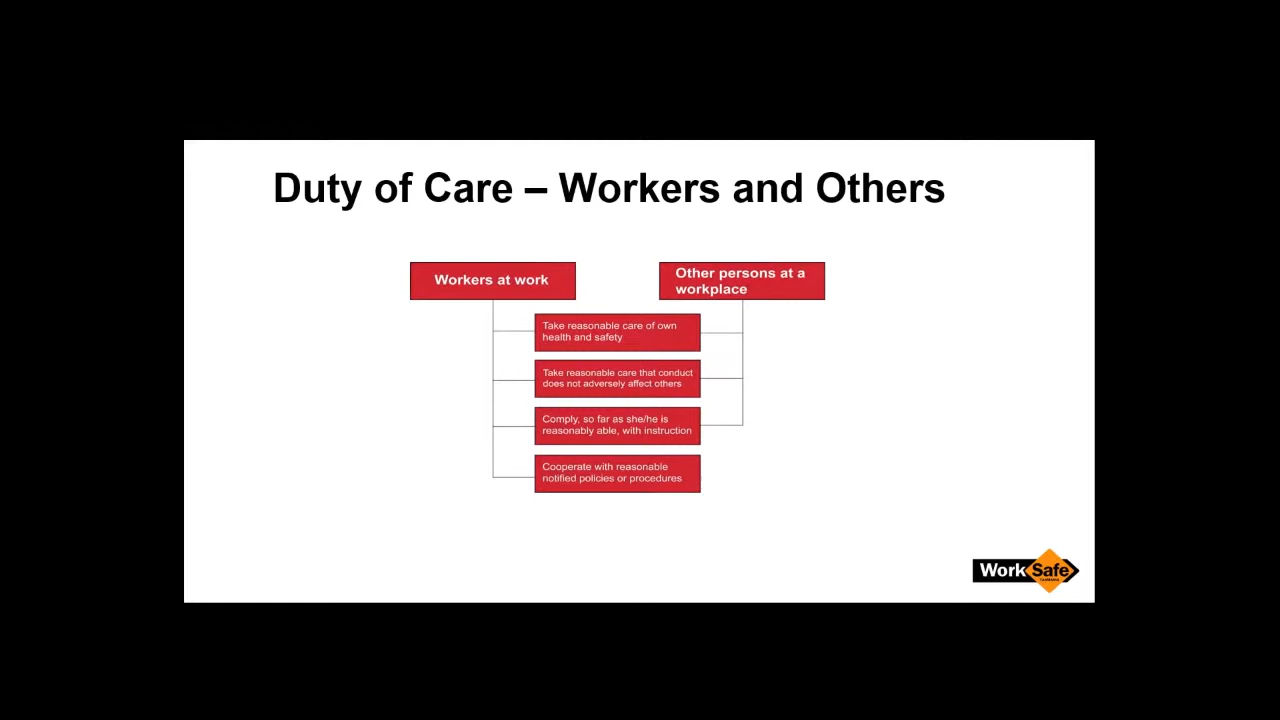 Duty of Care – Workers and Others
Workers at work
Other persons at a
workplace
Take reasonable care of own
health and safety
Take reasonable care that conduct
does not adversely affect others
Comply, so far as she/he is
reasonably able, with instruction
Cooperate with reasonable
notified policies or procedures
WorkSafe
TASMANIA